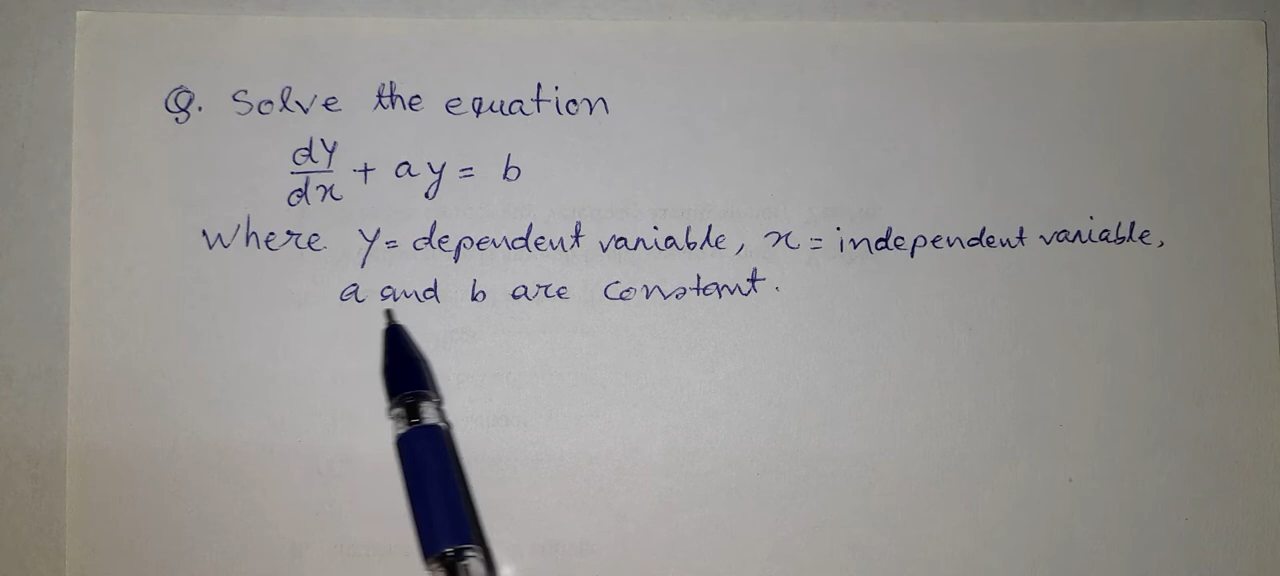 Q. Solve the equation
dy/dx + ay = b
Where y = dependent variable, x = independent variable,
a and b are constant.